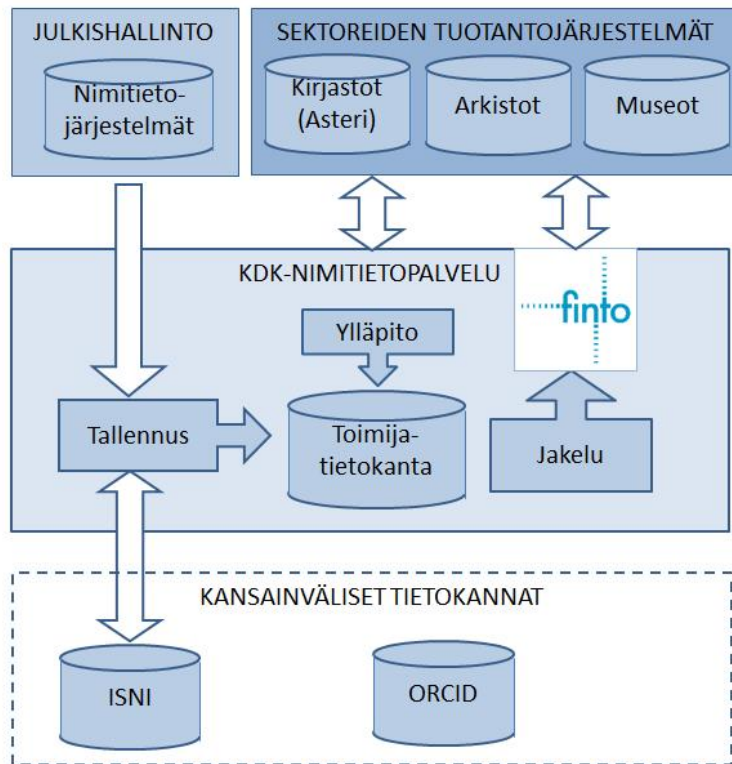 JULKISHALLINTO
Nimitieto-
järjestelmät
SEKTOREIDEN TUOTANTOJÄRJESTELMÄT
Kirjastot
(Asteri)
Arkistot
Museot
KDK-NIMITIETOPALVELU
finto
Ylläpito
Tallennus
Toimija-
tietokanta
Jakelu
KANSAINVÄLISET TIETOKANNAT
ISNI
ORCID